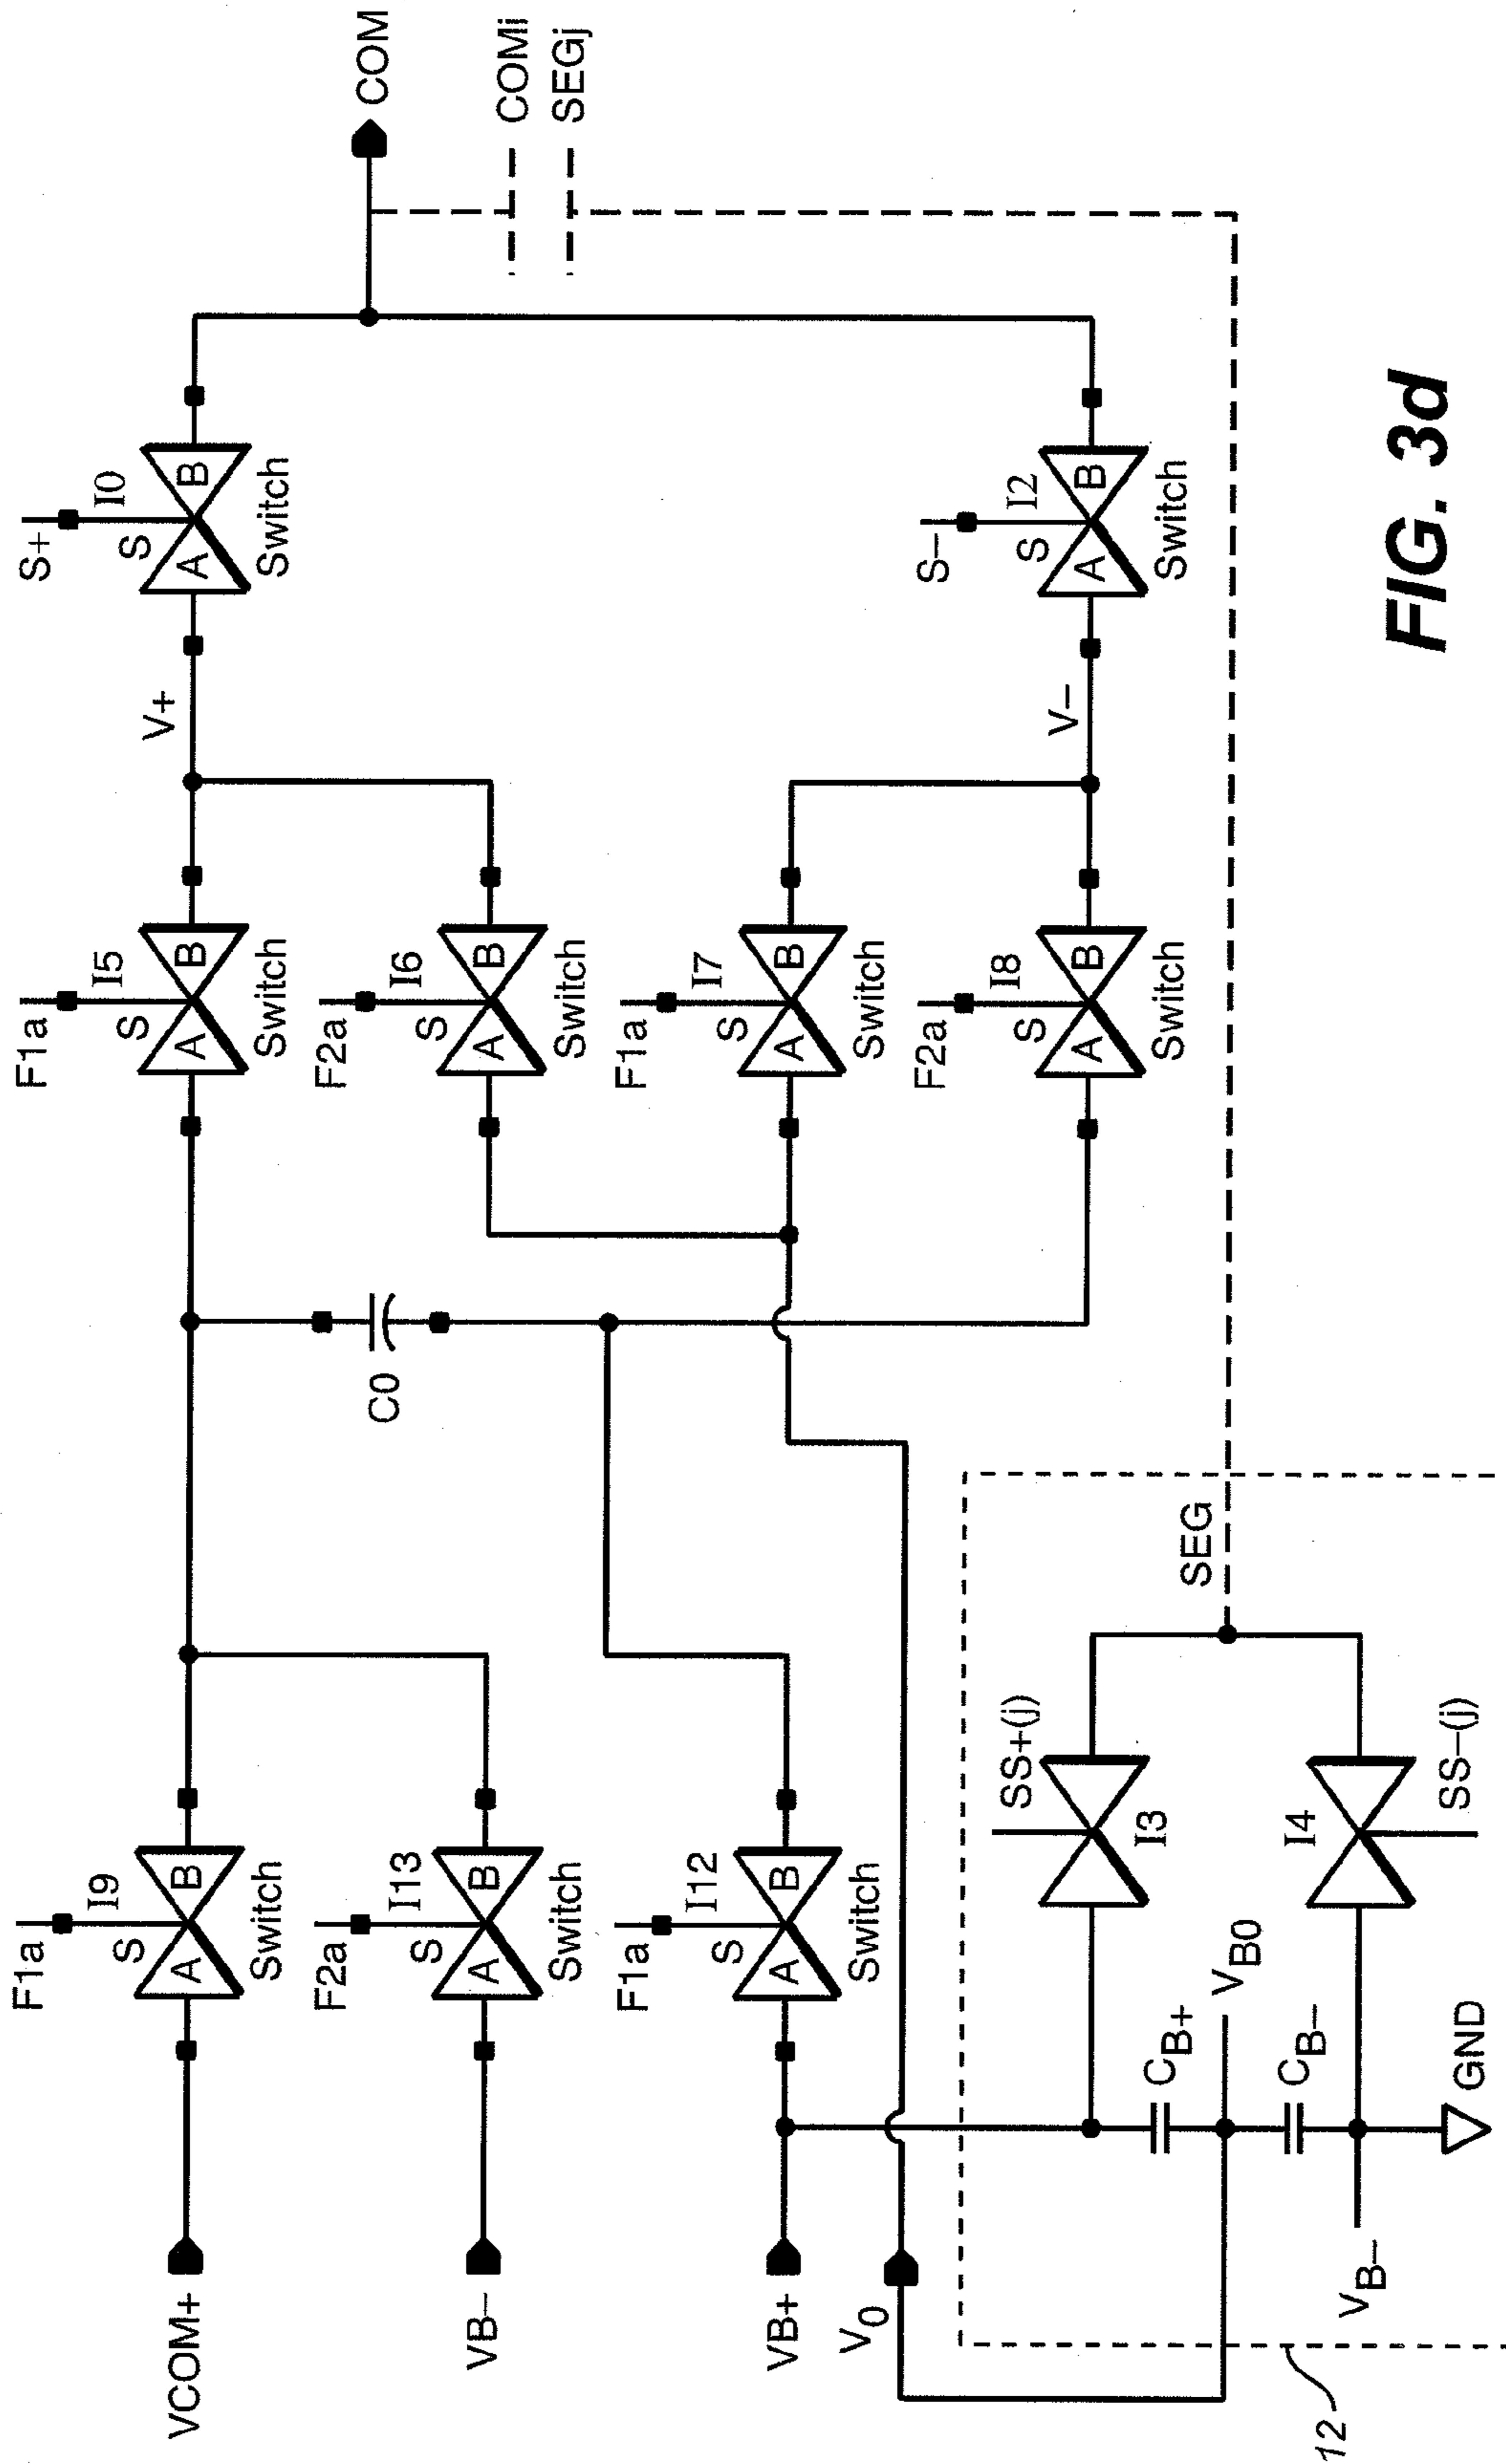 VCOM+
F1a
I9
S
A
B
Switch
F1a
I5
S
A
B
Switch
V+
S+
I0
S
A
B
Switch
COM
COMi
SEGj
VB−
F2a
I13
S
A
B
Switch
C0
F2a
I6
S
A
B
Switch
VB+
F1a
I12
S
A
B
Switch
F1a
I7
S
A
B
Switch
V0
F2a
I8
S
A
B
Switch
V−
S−
I2
S
A
B
Switch
12
SS+(j)
I3
SEG
CB+
VB0
CB−
I4
SS−(j)
VB−
GND
FIG. 3d